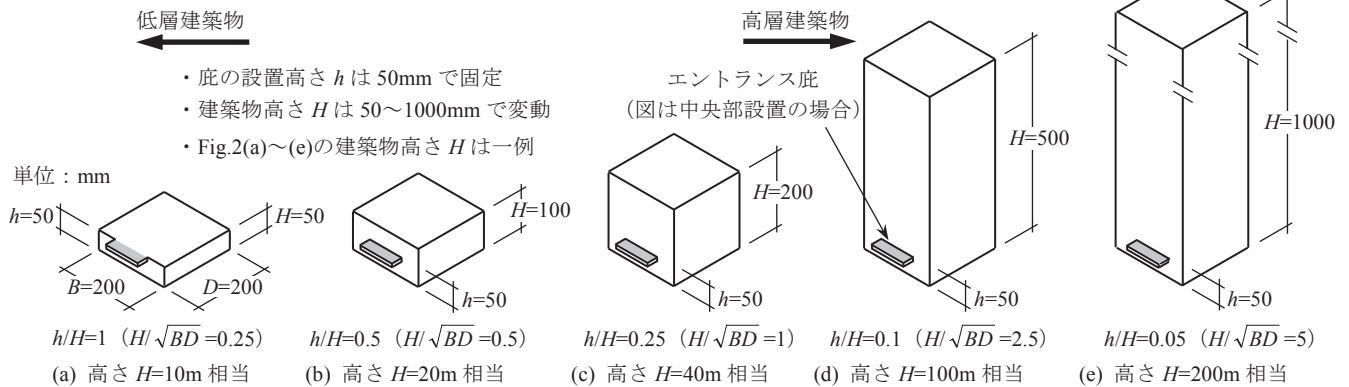 低層建築物
高層建築物
・庇の設置高さ h は 50mm で固定
・建築物高さ H は 50～1000mm で変動
・Fig.2(a)～(e)の建築物高さ H は一例
エントランス庇
（図は中央部設置の場合）
単位：mm
h=50
H=50
B=200
D=200
H=100
h=50
H=200
h=50
H=500
h=50
H=1000
h=50
h/H=1（H/√BD =0.25）
h/H=0.5（H/√BD =0.5）
h/H=0.25（H/√BD =1）
h/H=0.1（H/√BD =2.5）
h/H=0.05（H/√BD =5）
(a) 高さ H=10m 相当
(b) 高さ H=20m 相当
(c) 高さ H=40m 相当
(d) 高さ H=100m 相当
(e) 高さ H=200m 相当